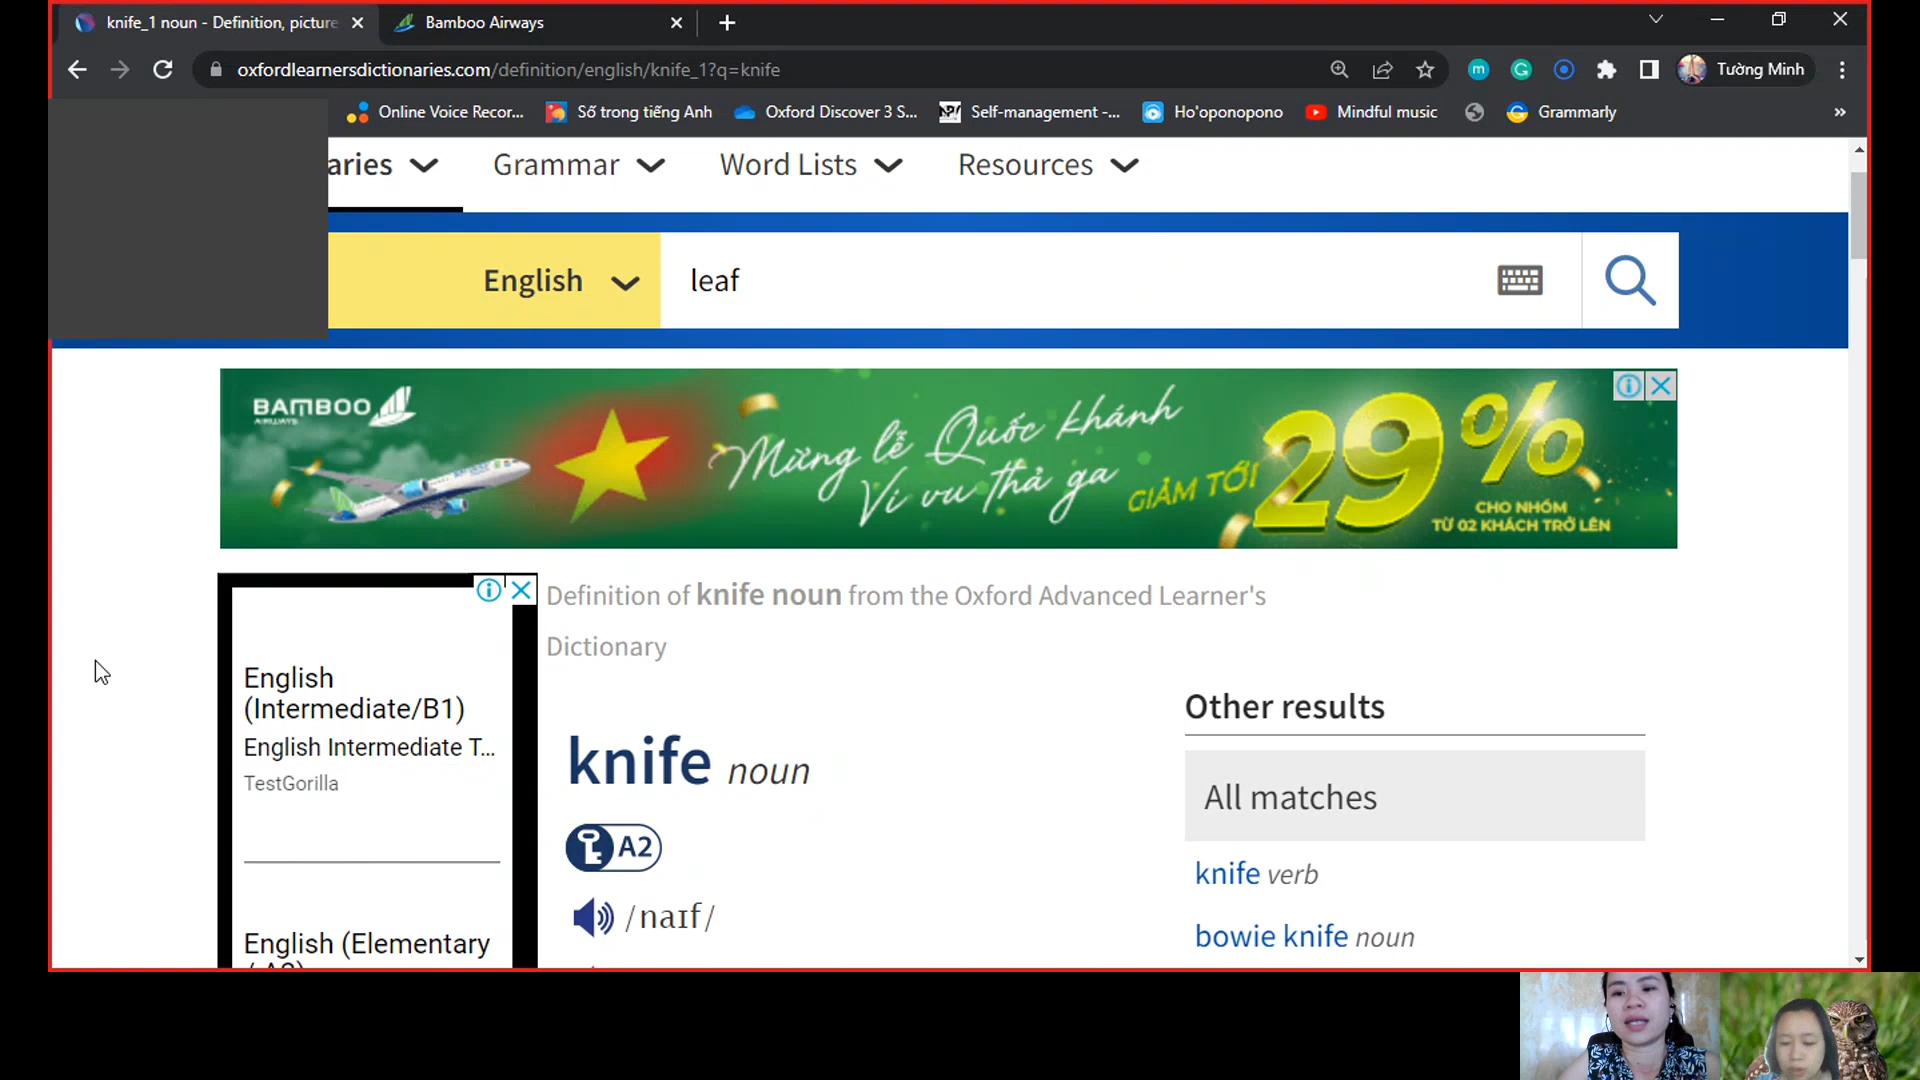 knife_1 noun - Definition, picture
Bamboo Airways
oxfordlearnersdictionaries.com/definition/english/knife_1?q=knife
Tường Minh
Online Voice Recor...
Số trong tiếng Anh
Oxford Discover 3 S...
Self-management -...
Ho'oponopono
Mindful music
Grammarly
aries
Grammar
Word Lists
Resources
English
leaf
BAMBOO
AIRWAYS
Mừng lễ Quốc khánh
Vi vu thả ga
GIẢM TỚI
29%
CHO NHÓM
TỪ 02 KHÁCH TRỞ LÊN
Definition of knife noun from the Oxford Advanced Learner's
Dictionary
English
(Intermediate/B1)
English Intermediate T...
TestGorilla
English (Elementary
knife noun
A2
/naɪf/
Other results
All matches
knife verb
bowie knife noun